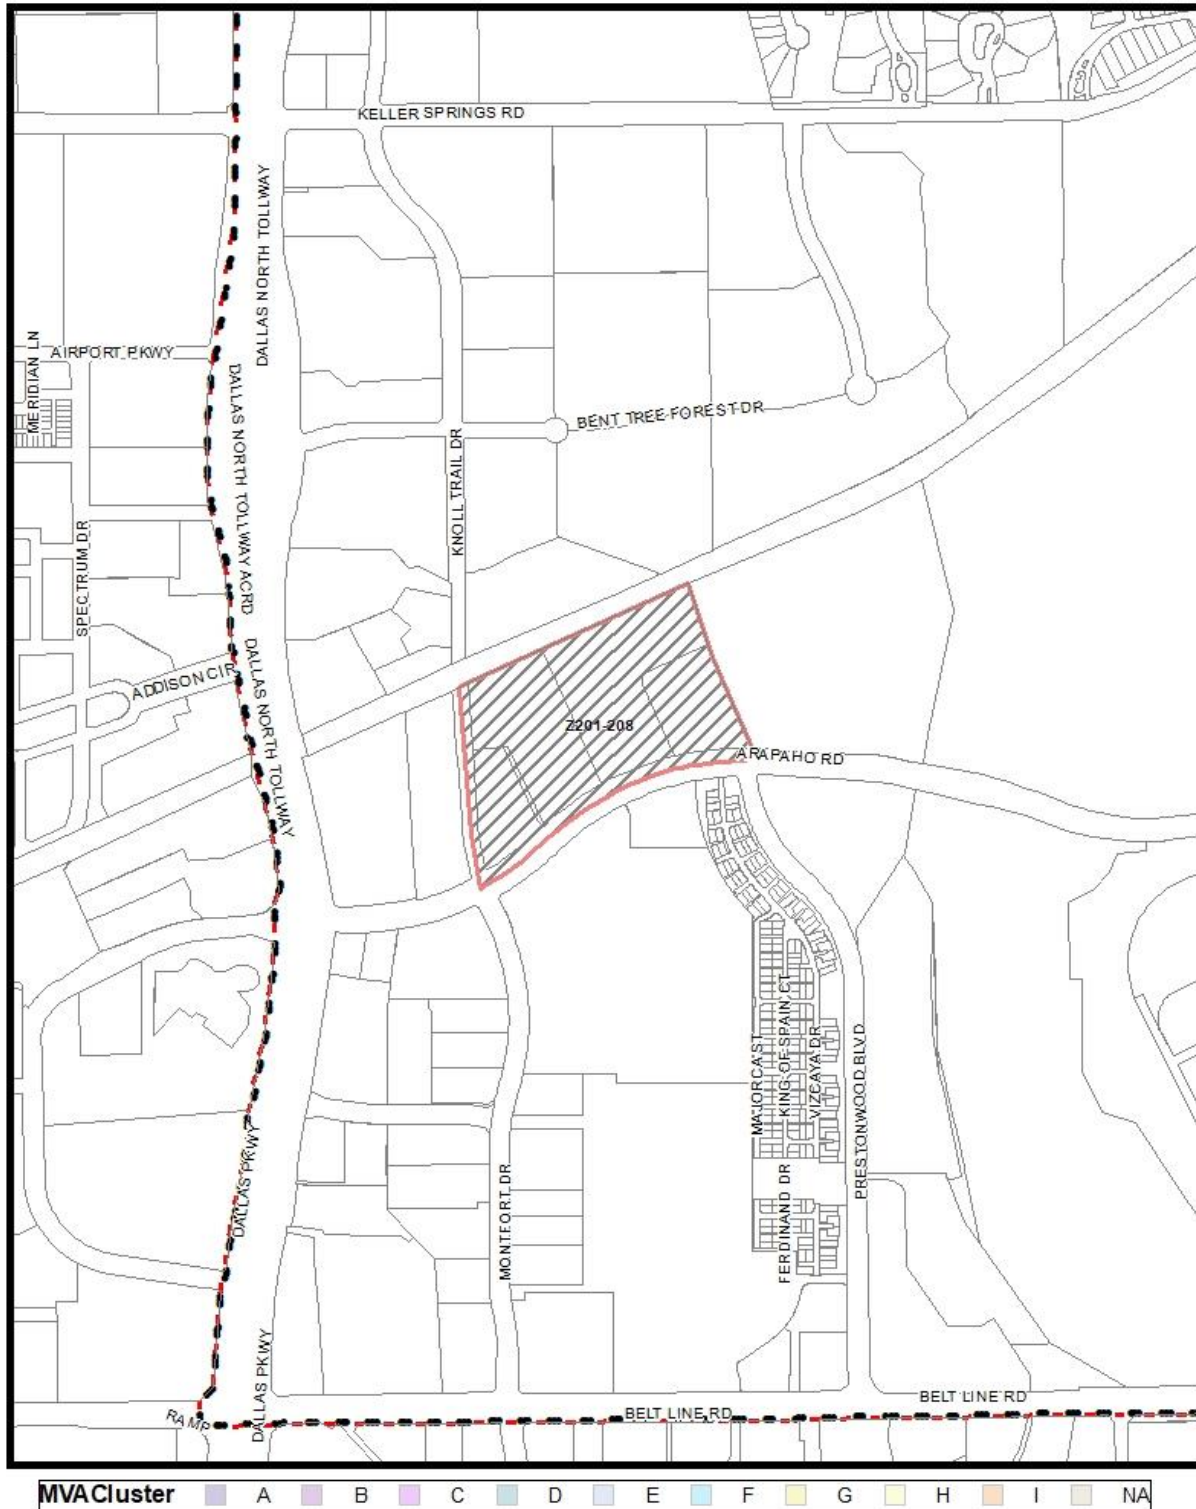 KELLER SPRINGS RD
DALLAS NORTH TOLLWAY
MERIDIAN LN
AIRPORT PKWY
DALLAS NORTH TOLLWAY ACRD
BENT TREE FOREST DR
KNOLL TRAIL DR
SPECTRUM DR
ADDISON CIR
DALLAS NORTH TOLLWAY
Z201-208
ARAPAHO RD
MAJORCA ST
KING OF SPAIN CT
VIZCAYA DR
PRESTONWOOD BLVD
DALLAS PKWY
MONTFORT DR
FERDINAND DR
DALLAS PKWY
RAMP
BELT LINE RD
BELT LINE RD
MVACluster A B C D E F G H I NA